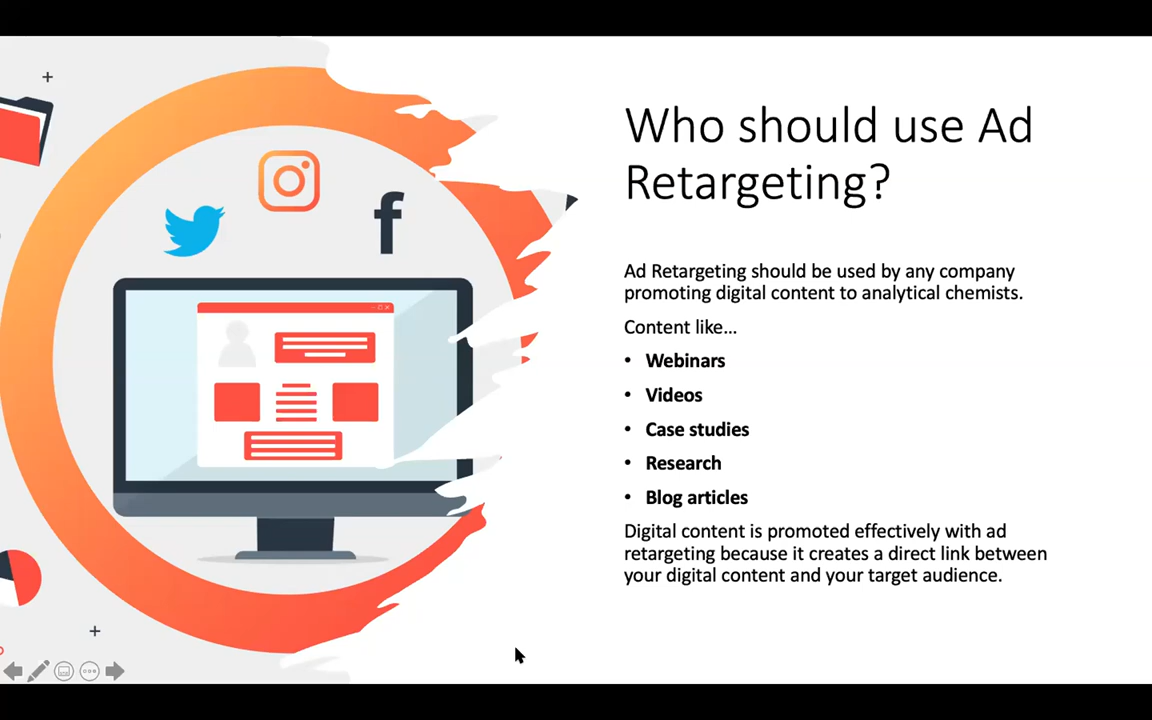 Who should use Ad
Retargeting?
Ad Retargeting should be used by any company
promoting digital content to analytical chemists.
Content like...
• Webinars
• Videos
• Case studies
• Research
• Blog articles
Digital content is promoted effectively with ad
retargeting because it creates a direct link between
your digital content and your target audience.